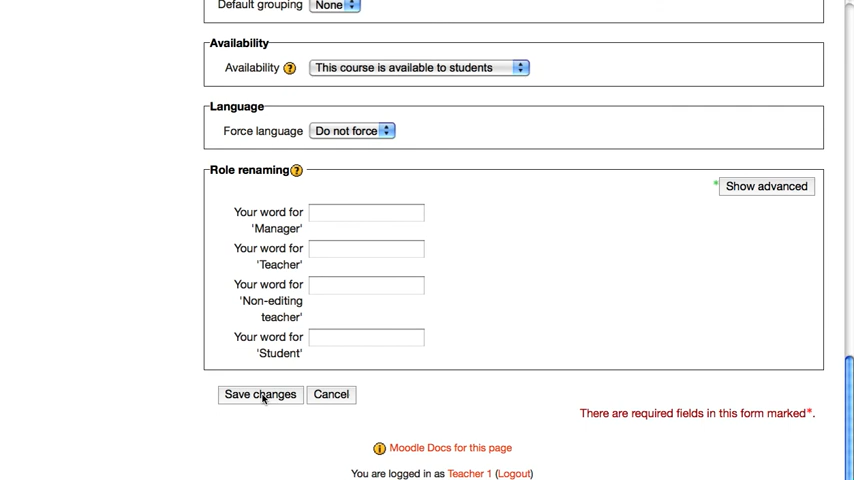 Default grouping None
Availability
Availability This course is available to students
Language
Force language Do not force
Role renaming
* Show advanced
Your word for
'Manager'
Your word for
'Teacher'
Your word for
'Non-editing
teacher'
Your word for
'Student'
Save changes Cancel
There are required fields in this form marked*.
Moodle Docs for this page
You are logged in as Teacher 1 (Logout)